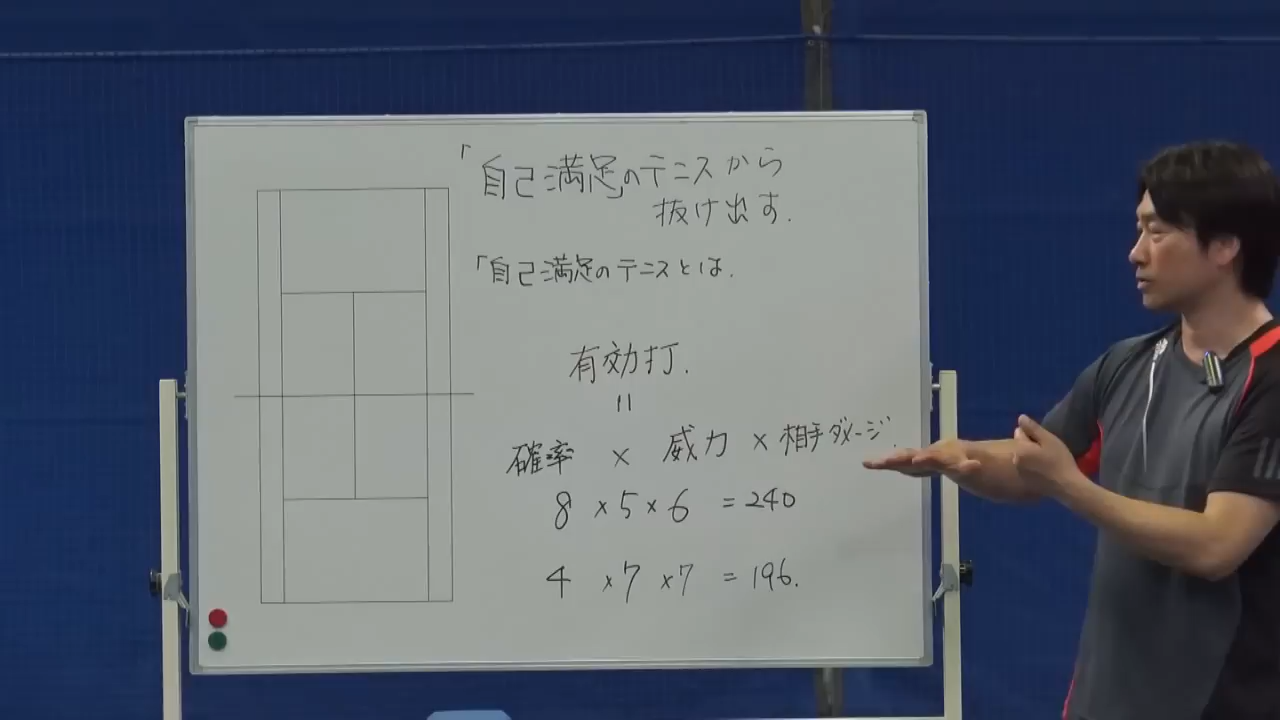 「自己満足」のテニスから
抜け出す.
「自己満足のテニスとは.
有効打.
=
確率 × 威力 × 相手ダメージ.
8 × 5 × 6 = 240
4 × 7 × 7 = 196.